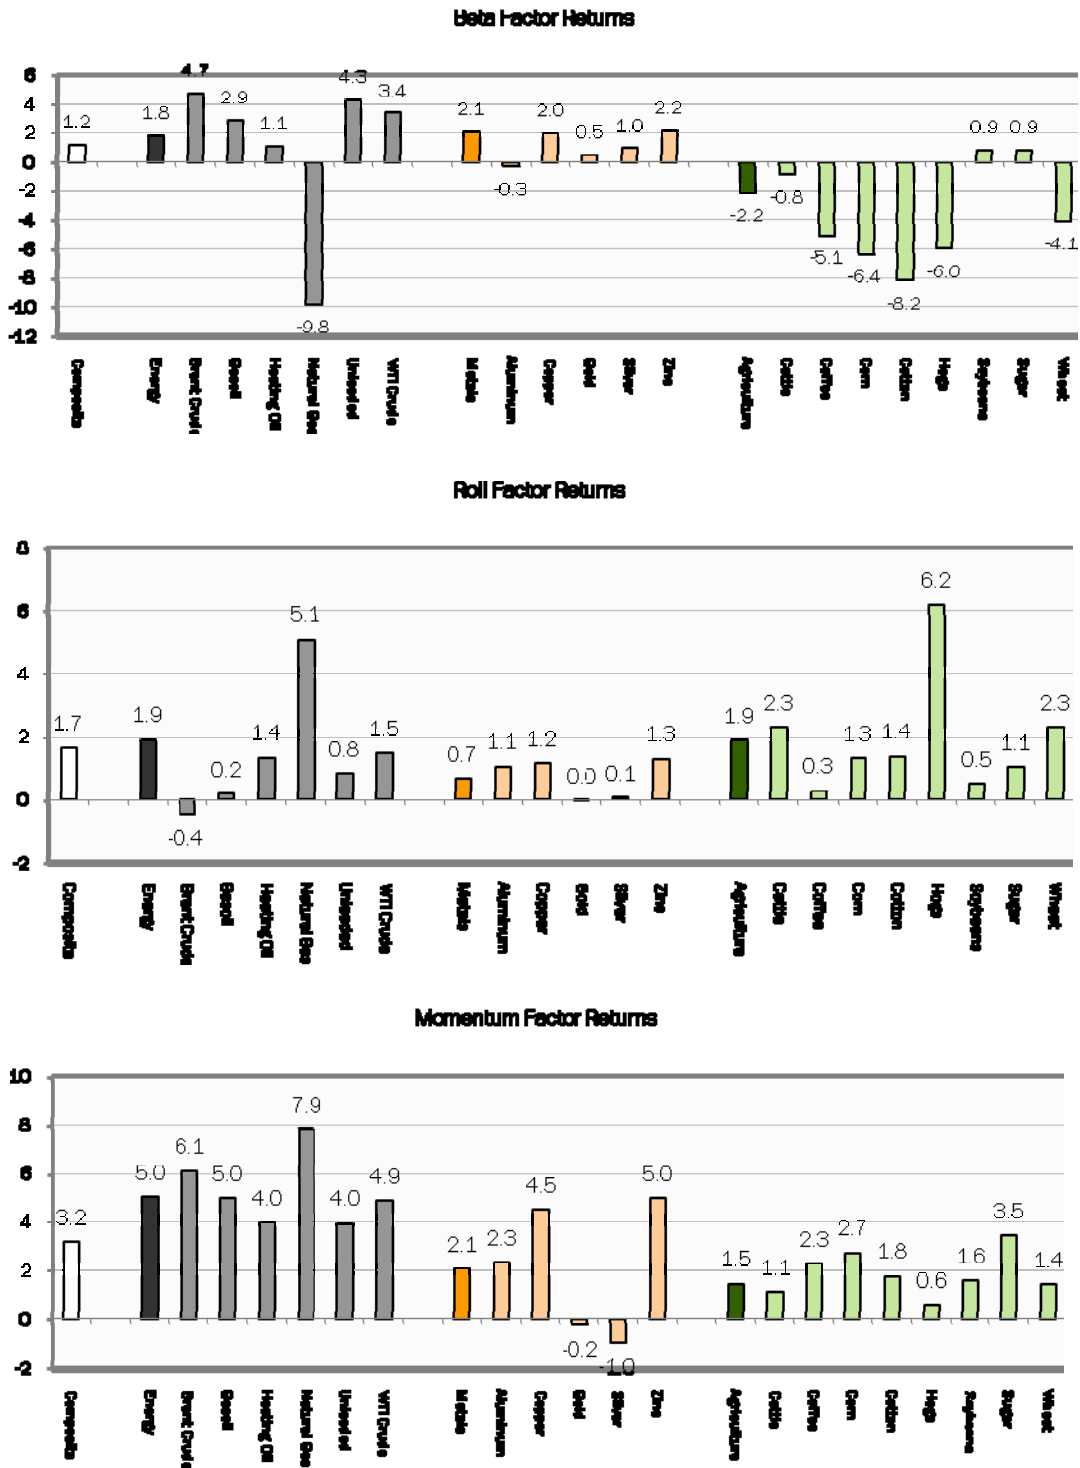 Beta Factor Returns
6
4
2
0
-2
-4
-6
-8
-10
-12
1.2
1.8
4.7
2.9
1.1
-9.8
4.3
3.4
2.1
-0.3
2.0
0.5
1.0
2.2
-2.2
-0.8
-5.1
-6.4
-8.2
-6.0
0.9
0.9
-4.1
Composite
Energy
Brent Crude
Gasoil
Heating Oil
Natural Gas
Unleaded
WTI Crude
Metals
Aluminum
Copper
Gold
Silver
Zinc
Agriculture
Cattle
Coffee
Corn
Cotton
Hogs
Soybeans
Sugar
Wheat
Roll Factor Returns
8
6
4
2
0
-2
1.7
1.9
-0.4
0.2
1.4
5.1
0.8
1.5
0.7
1.1
1.2
0.0
0.1
1.3
1.9
2.3
0.3
1.3
1.4
6.2
0.5
1.1
2.3
Composite
Energy
Brent Crude
Gasoil
Heating Oil
Natural Gas
Unleaded
WTI Crude
Metals
Aluminum
Copper
Gold
Silver
Zinc
Agriculture
Cattle
Coffee
Corn
Cotton
Hogs
Soybeans
Sugar
Wheat
Momentum Factor Returns
10
8
6
4
2
0
-2
3.2
5.0
6.1
5.0
4.0
7.9
4.0
4.9
2.1
2.3
4.5
-0.2
-1.0
5.0
1.5
1.1
2.3
2.7
1.8
0.6
1.6
3.5
1.4
Composite
Energy
Brent Crude
Gasoil
Heating Oil
Natural Gas
Unleaded
WTI Crude
Metals
Aluminum
Copper
Gold
Silver
Zinc
Agriculture
Cattle
Coffee
Corn
Cotton
Hogs
Soybeans
Sugar
Wheat